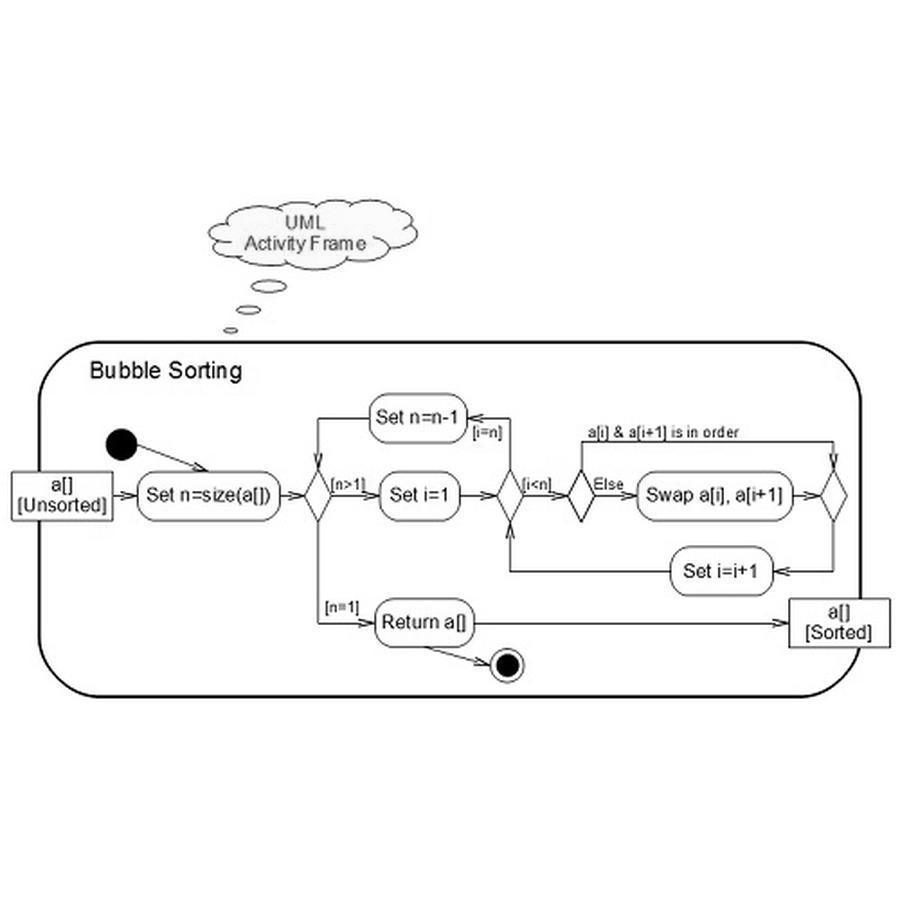 UML
Activity Frame
Bubble Sorting
Set n=n-1
[i=n]
a[i] & a[i+1] is in order
a[]
[Unsorted]
Set n=size(a[])
[n>1]
Set i=1
[i<n]
Else
Swap a[i], a[i+1]
Set i=i+1
[n=1]
Return a[]
a[]
[Sorted]